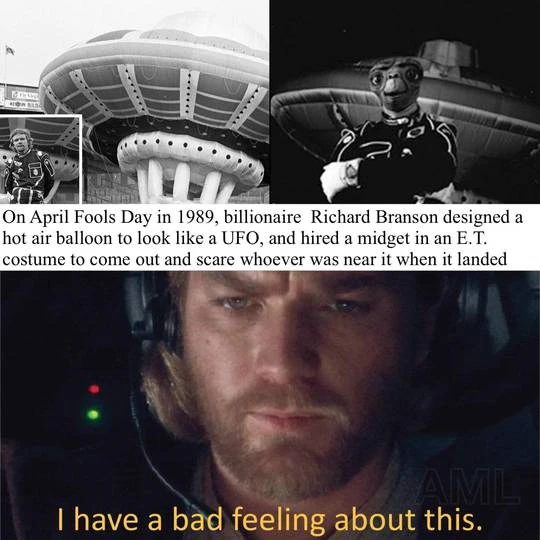 On April Fools Day in 1989, billionaire Richard Branson designed a
hot air balloon to look like a UFO, and hired a midget in an E.T.
costume to come out and scare whoever was near it when it landed
AML
I have a bad feeling about this.